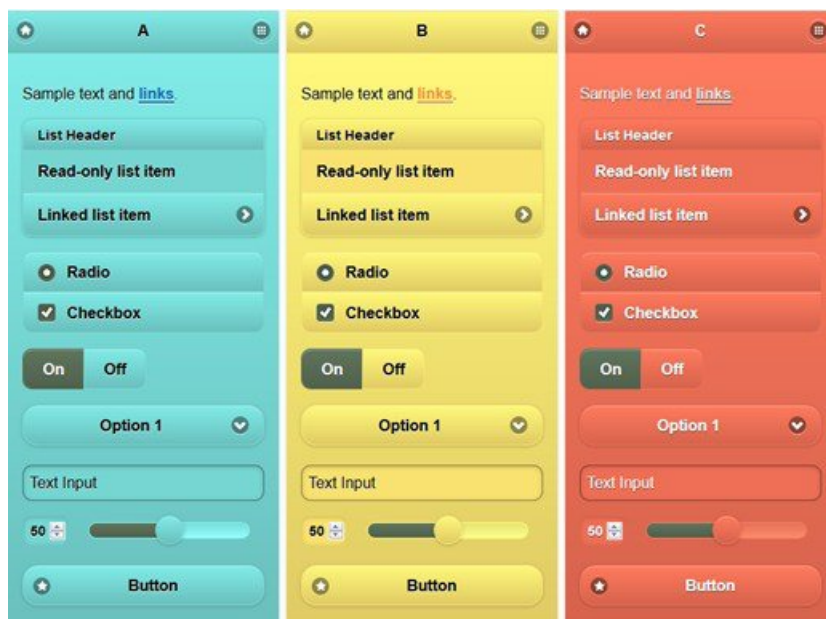 A
Sample text and links.
List Header
Read-only list item
Linked list item
Radio
Checkbox
On Off
Option 1
Text Input
50
Button
B
Sample text and links.
List Header
Read-only list item
Linked list item
Radio
Checkbox
On Off
Option 1
Text Input
50
Button
C
Sample text and links.
List Header
Read-only list item
Linked list item
Radio
Checkbox
On Off
Option 1
Text Input
50
Button